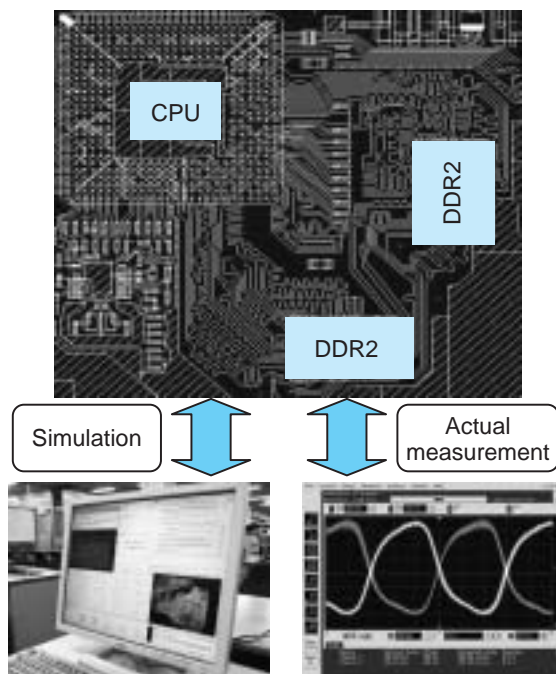 CPU
DDR2
DDR2
Simulation
Actual
measurement